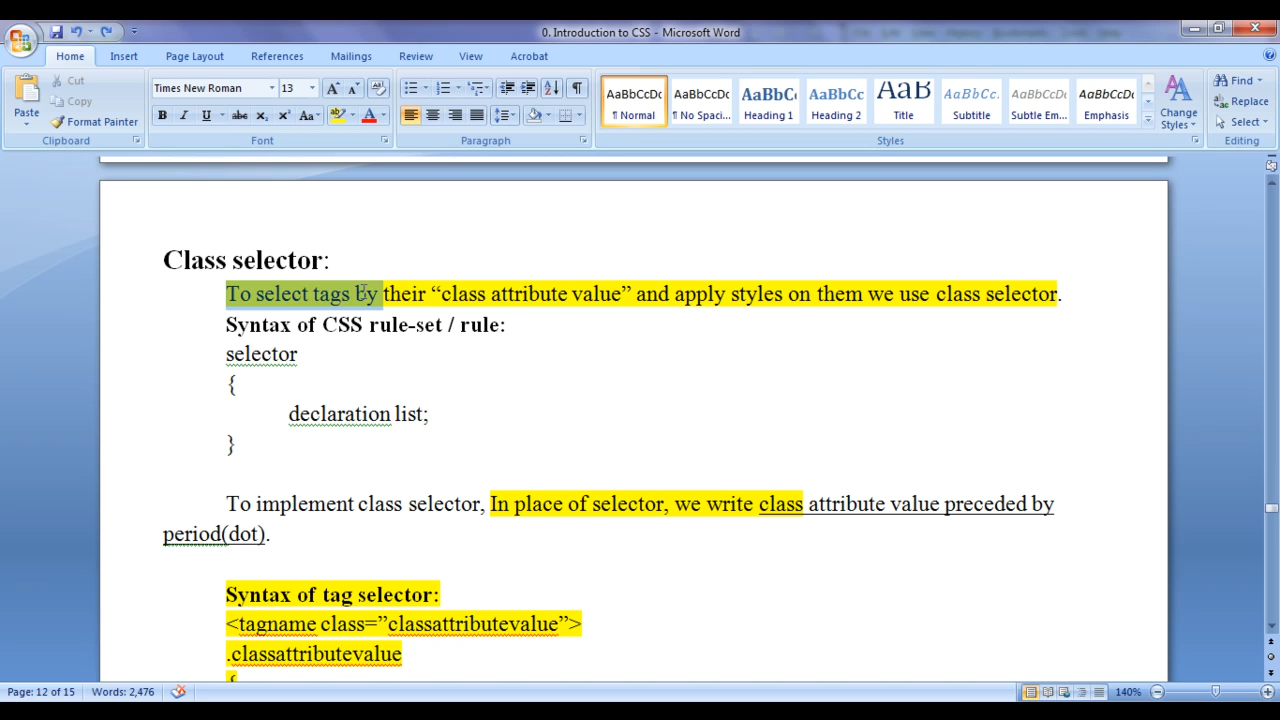 0. Introduction to CSS - Microsoft Word
Home Insert Page Layout References Mailings Review View Acrobat
Paste
Cut
Copy
Format Painter
Clipboard
Times New Roman 13
B I U abc x₂ x² Aa
Font
Paragraph
AaBbCcDc AaBbCcDc AaBbC AaBbCc AaB AaBbCc. AaBbCcDc AaBbCcDc
¶ Normal ¶ No Spaci... Heading 1 Heading 2 Title Subtitle Subtle Em... Emphasis
Styles
Change
Styles
Find
Replace
Select
Editing
Class selector:
To select tags by their “class attribute value” and apply styles on them we use class selector.
Syntax of CSS rule-set / rule:
selector
{
declaration list;
}
To implement class selector, In place of selector, we write class attribute value preceded by
period(dot).
Syntax of tag selector:
<tagname class=”classattributevalue”>
.classattributevalue
{
Page: 12 of 15 Words: 2,476 140%